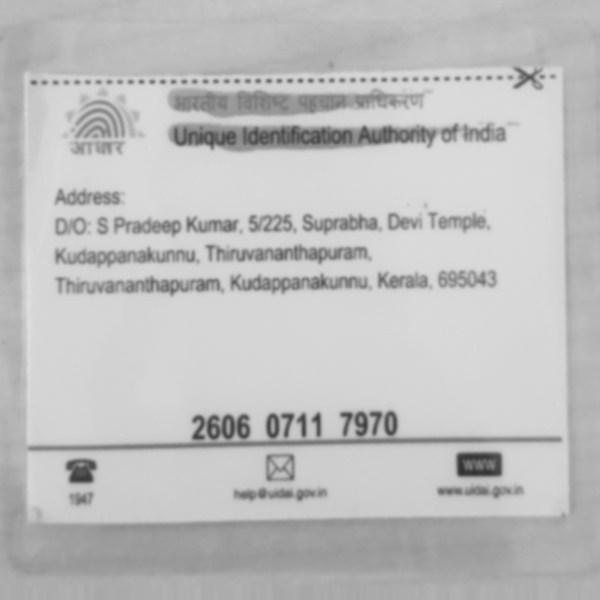 भारतीय विशिष्ट पहचान प्राधिकरण
आधार
Unique Identification Authority of India
Address:
D/O: S Pradeep Kumar, 5/225, Suprabha, Devi Temple,
Kudappanakunnu, Thiruvananthapuram,
Thiruvananthapuram, Kudappanakunnu, Kerala, 695043
2606 0711 7970
WWW
1947
help@uidai.gov.in
www.uidai.gov.in